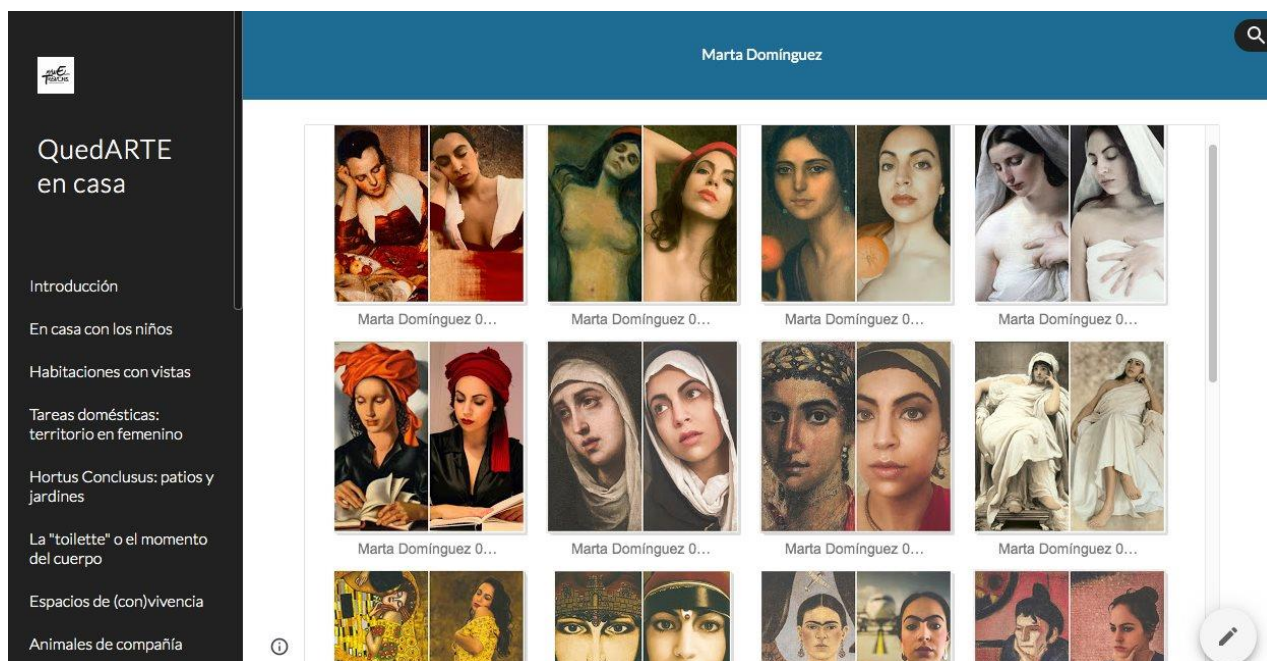 QuedARTE
en casa
Introducción
En casa con los niños
Habitaciones con vistas
Tareas domésticas:
territorio en femenino
Hortus Conclusus: patios y
jardines
La "toilette" o el momento
del cuerpo
Espacios de (con)vivencia
Animales de compañía
Marta Domínguez
Marta Domínguez 0...
Marta Domínguez 0...
Marta Domínguez 0...
Marta Domínguez 0...
Marta Domínguez 0...
Marta Domínguez 0...
Marta Domínguez 0...
Marta Domínguez 0...